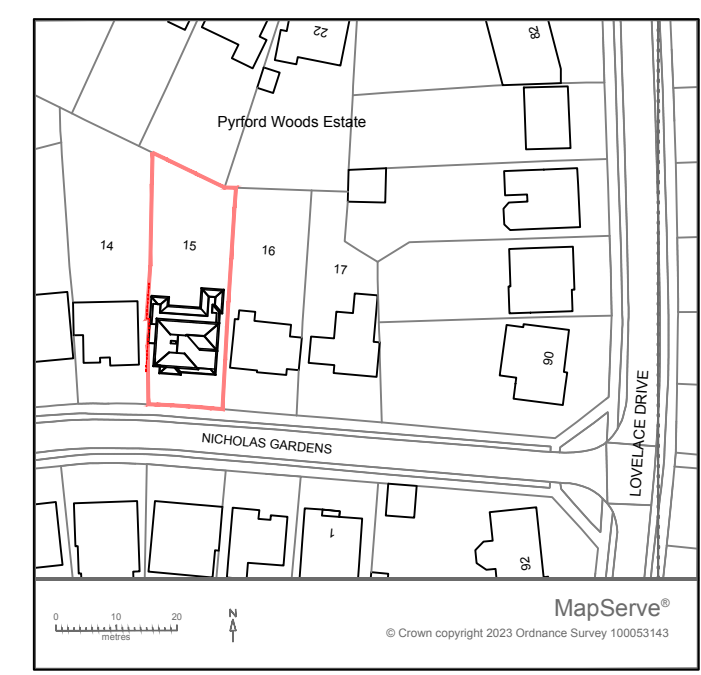 22
82
Pyrford Woods Estate
14
15
16
17
90
LOVELACE DRIVE
NICHOLAS GARDENS
1
92
MapServe®
0 10 20
metres
N
© Crown copyright 2023 Ordnance Survey 100053143